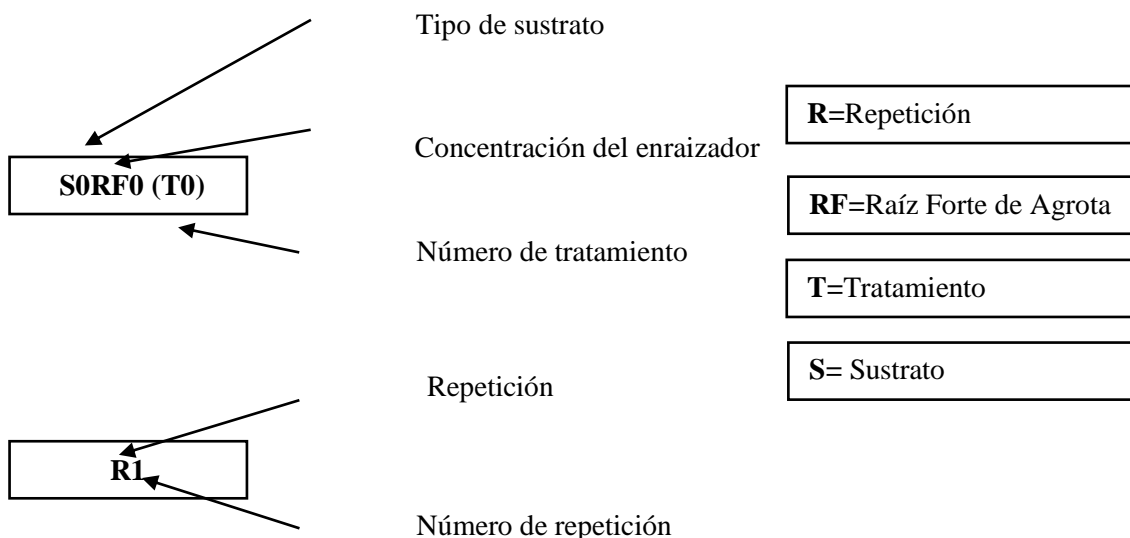 Tipo de sustrato
Concentración del enraizador
S0RF0 (T0)
Número de tratamiento
Repetición
R1
Número de repetición
R=Repetición
RF=Raíz Forte de Agrota
T=Tratamiento
S= Sustrato